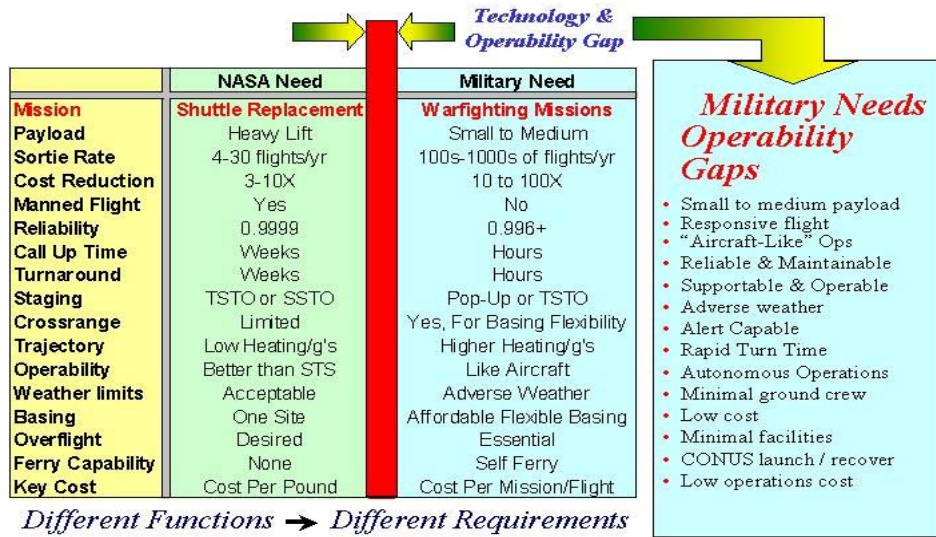 Technology &
Operability Gap
NASA Need Military Need
Mission Shuttle Replacement Warfighting Missions
Payload Heavy Lift Small to Medium
Sortie Rate 4-30 flights/yr 100s-1000s of flights/yr
Cost Reduction 3-10X 10 to 100X
Manned Flight Yes No
Reliability 0.9999 0.996+
Call Up Time Weeks Hours
Turnaround Weeks Hours
Staging TSTO or SSTO Pop-Up or TSTO
Crossrange Limited Yes, For Basing Flexibility
Trajectory Low Heating/g's Higher Heating/g's
Operability Better than STS Like Aircraft
Weather limits Acceptable Adverse Weather
Basing One Site Affordable Flexible Basing
Overflight Desired Essential
Ferry Capability None Self Ferry
Key Cost Cost Per Pound Cost Per Mission/Flight
Different Functions → Different Requirements
Military Needs
Operability
Gaps
• Small to medium payload
• Responsive flight
• "Aircraft-Like" Ops
• Reliable & Maintainable
• Supportable & Operable
• Adverse weather
• Alert Capable
• Rapid Turn Time
• Autonomous Operations
• Minimal ground crew
• Low cost
• Minimal facilities
• CONUS launch / recover
• Low operations cost